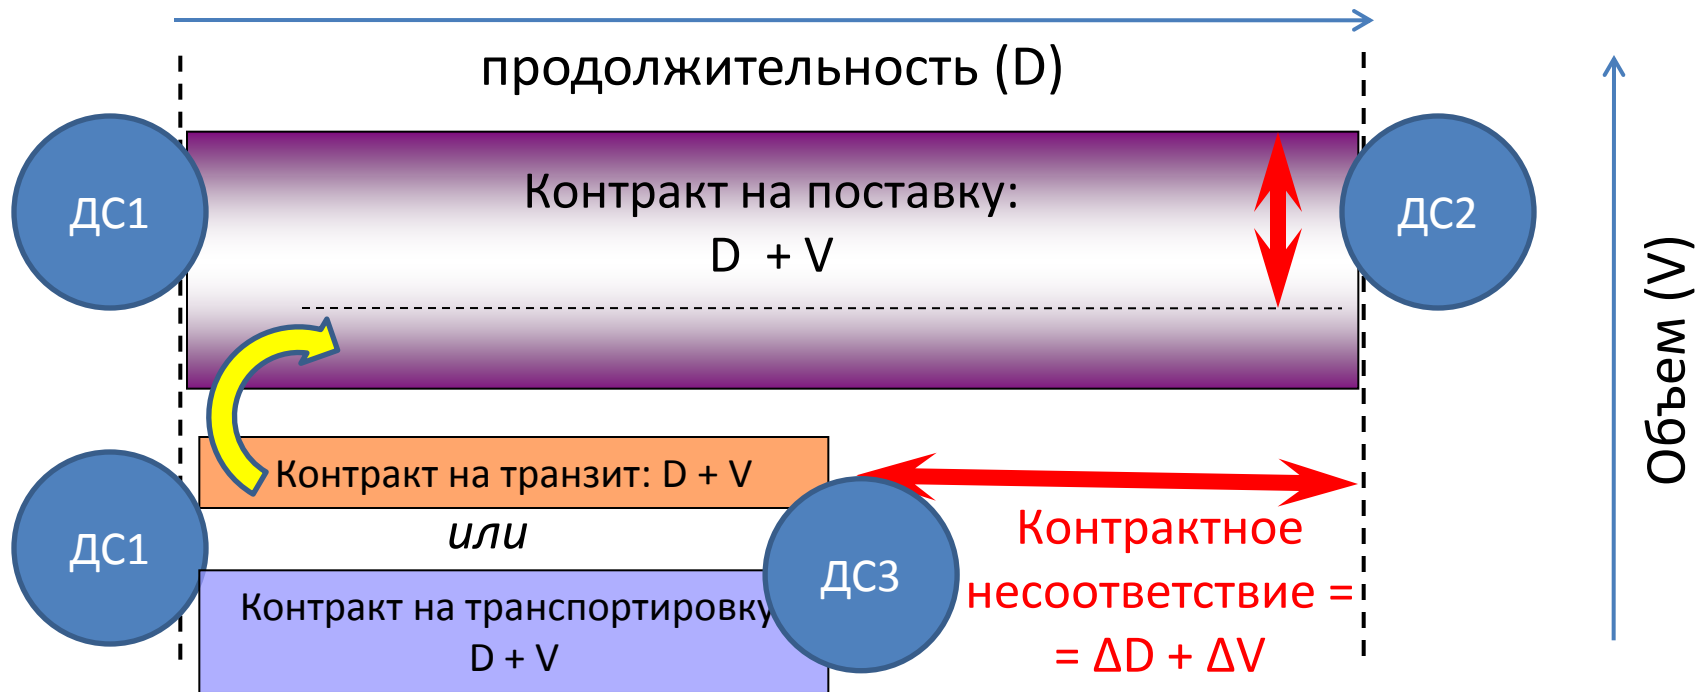 продолжительность (D)
ДС1
Контракт на поставку:
D + V
ДС2
Объем (V)
Контракт на транзит: D + V
или
ДС1
Контракт на транспортировку
D + V
ДС3
Контрактное
несоответствие =
= ΔD + ΔV